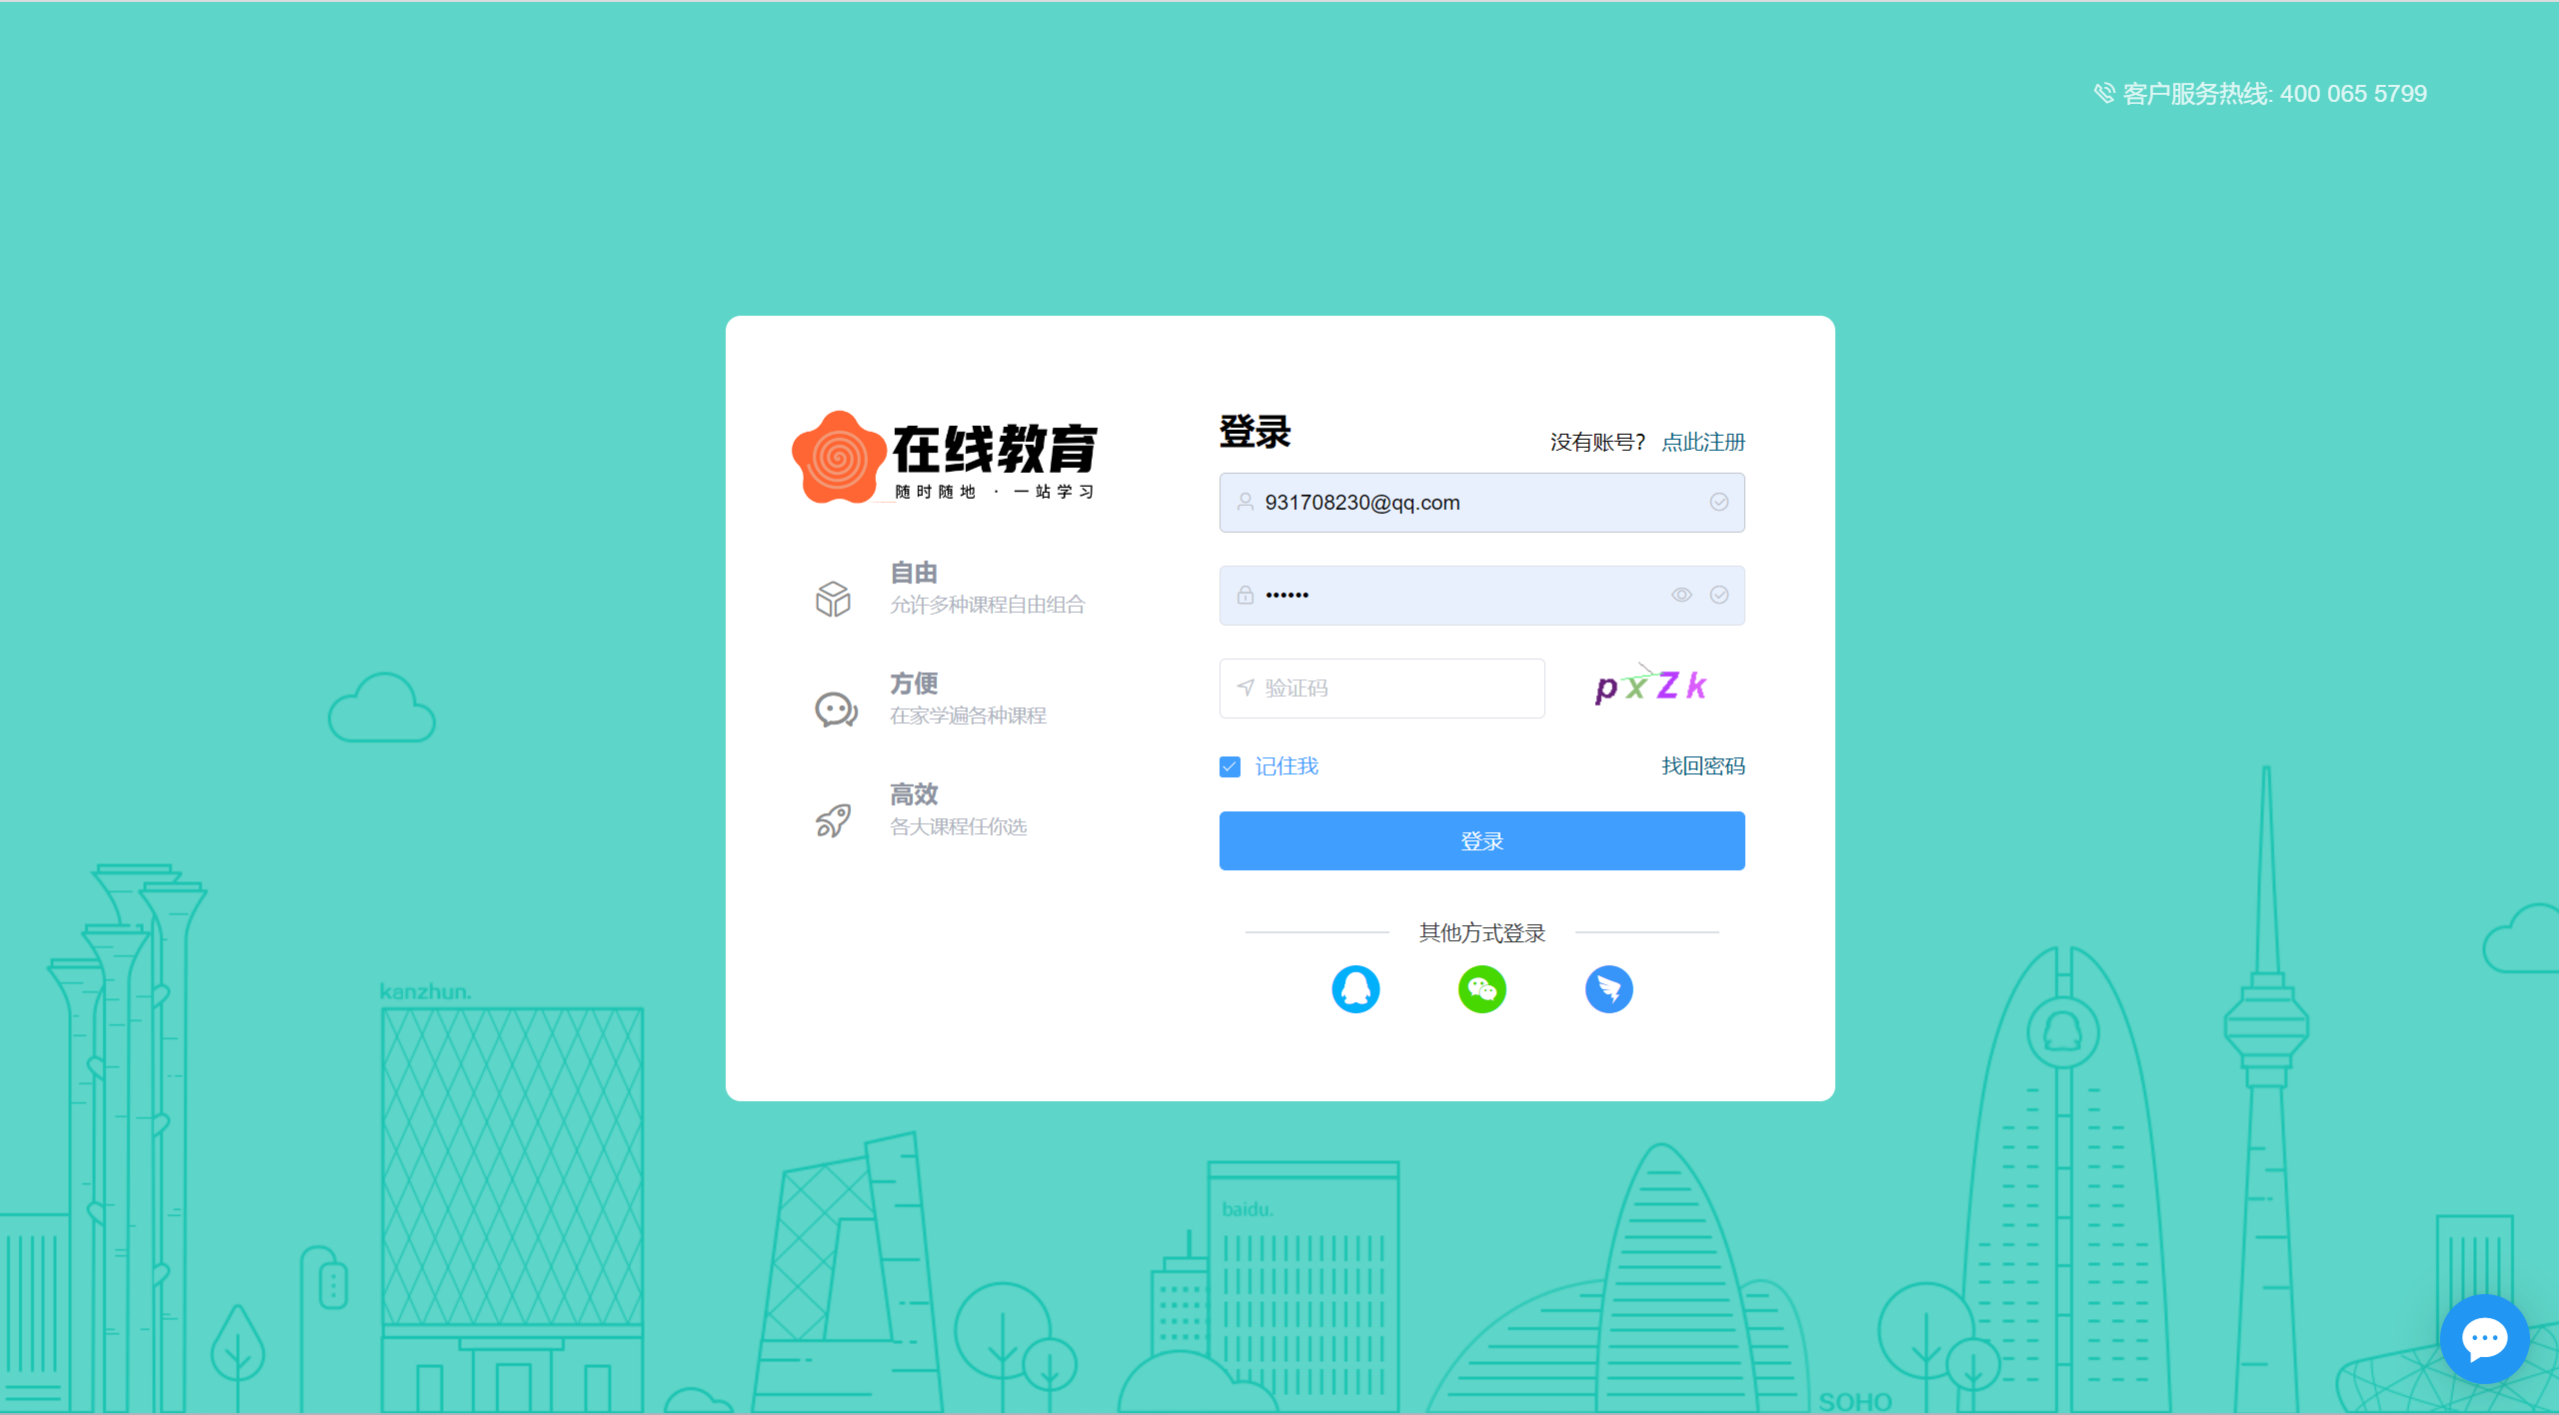 客户服务热线: 400 065 5799
在线教育
随时随地 · 一站学习
自由
允许多种课程自由组合
方便
在家学遍各种课程
高效
各大课程任你选
登录
没有账号? 点此注册
931708230@qq.com
••••••
验证码
pxZk
记住我
找回密码
登录
其他方式登录
kanzhun.
baidu.
SOHO